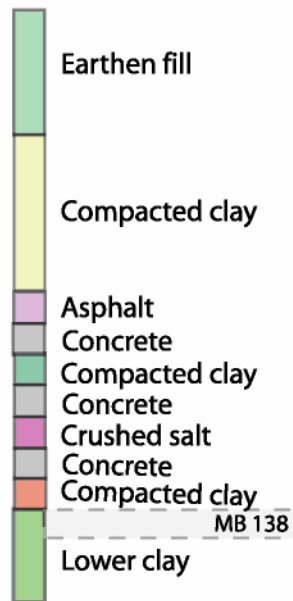 Earthen fill
Compacted clay
Asphalt
Concrete
Compacted clay
Concrete
Crushed salt
Concrete
Compacted clay
MB 138
Lower clay